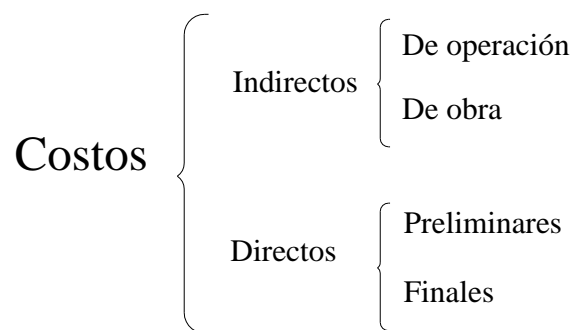 Costos
Indirectos
De operación
De obra
Directos
Preliminares
Finales